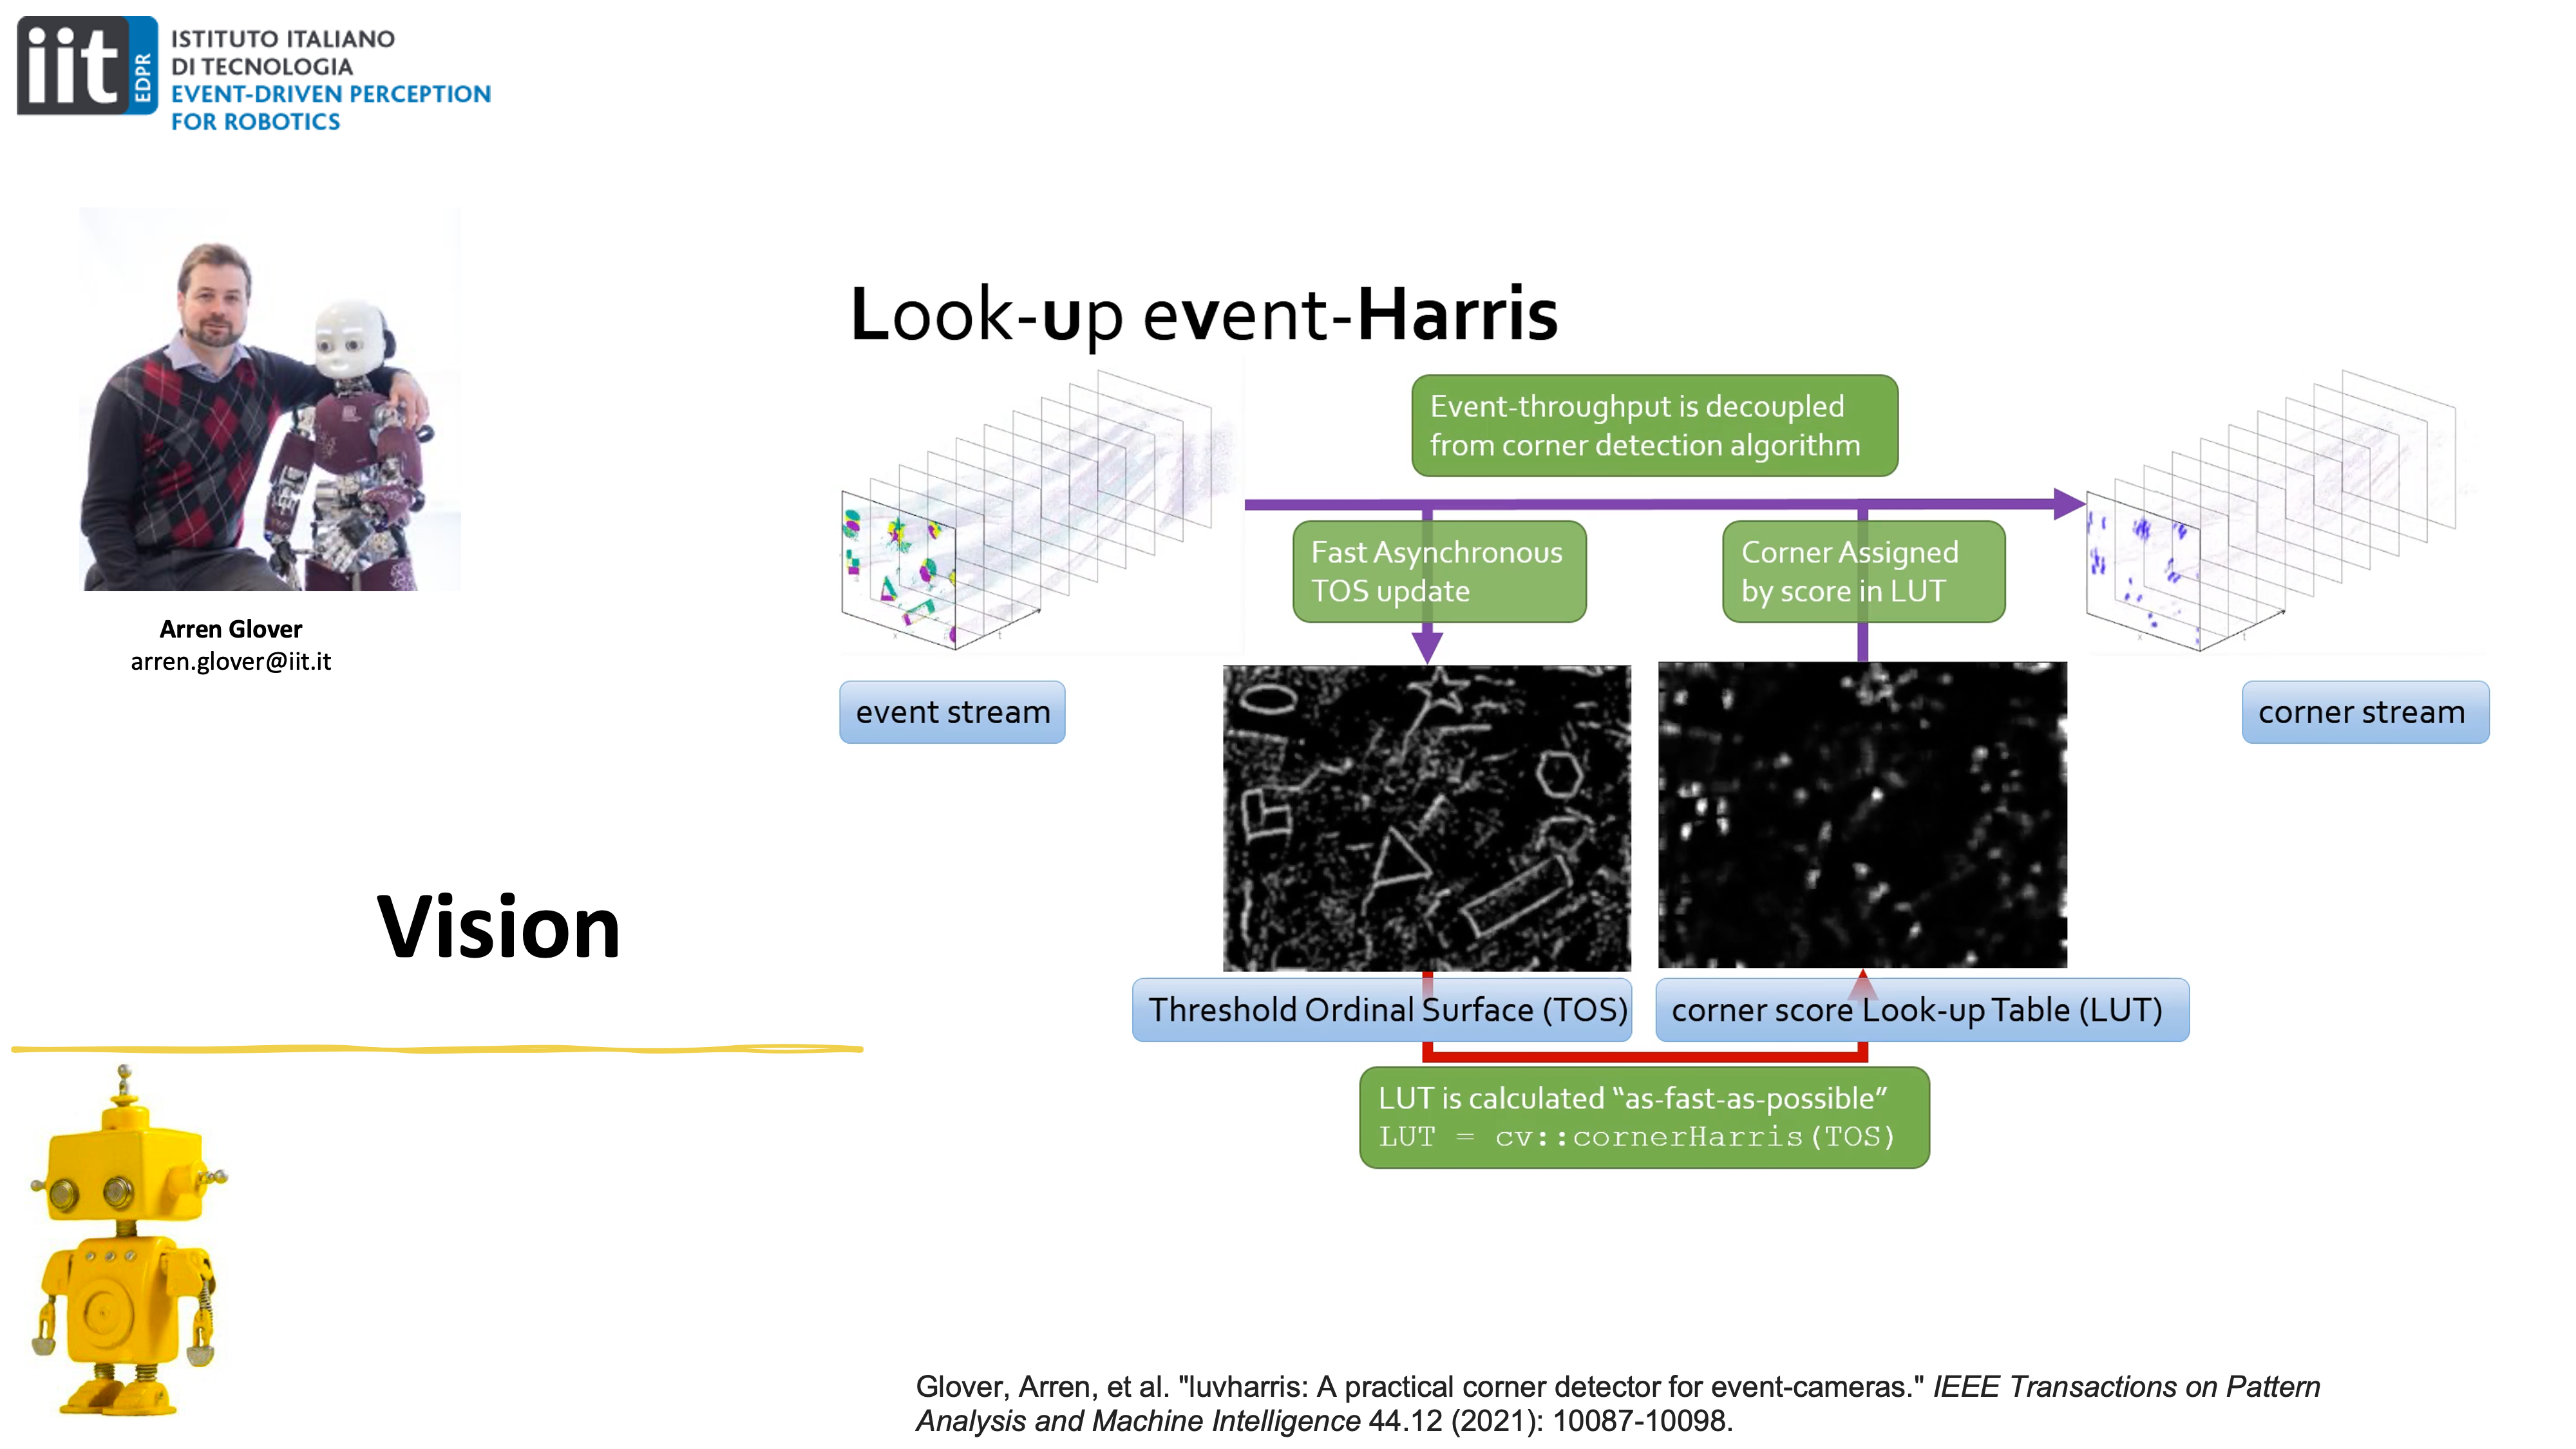 iit
EDPR
ISTITUTO ITALIANO
DI TECNOLOGIA
EVENT-DRIVEN PERCEPTION
FOR ROBOTICS
Arren Glover
arren.glover@iit.it
Vision
Look-up event-Harris
Event-throughput is decoupled
from corner detection algorithm
Fast Asynchronous
TOS update
Corner Assigned
by score in LUT
x
t
x
t
event stream
corner stream
Threshold Ordinal Surface (TOS)
corner score Look-up Table (LUT)
LUT is calculated “as-fast-as-possible”
LUT = cv::cornerHarris(TOS)
Glover, Arren, et al. "luvharris: A practical corner detector for event-cameras." IEEE Transactions on Pattern
Analysis and Machine Intelligence 44.12 (2021): 10087-10098.